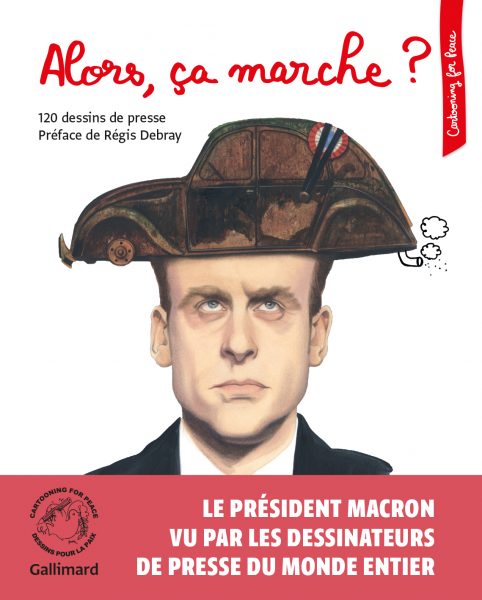 Alors, ça marche ?
Cartooning for Peace
120 dessins de presse
Préface de Régis Debray
CARTOONING FOR PEACE
DESSINS POUR LA PAIX
Gallimard
LE PRÉSIDENT MACRON
VU PAR LES DESSINATEURS
DE PRESSE DU MONDE ENTIER